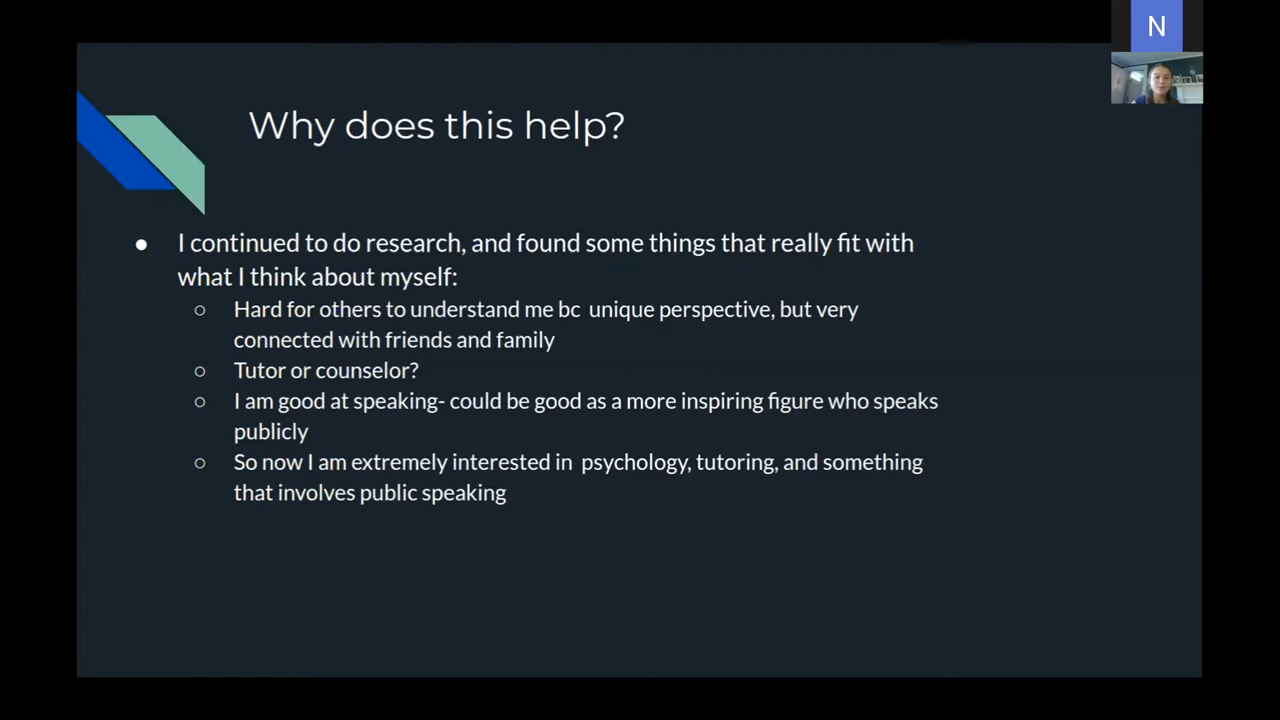 N
Why does this help?
● I continued to do research, and found some things that really fit with
what I think about myself:
○ Hard for others to understand me bc unique perspective, but very
connected with friends and family
○ Tutor or counselor?
○ I am good at speaking- could be good as a more inspiring figure who speaks
publicly
○ So now I am extremely interested in psychology, tutoring, and something
that involves public speaking